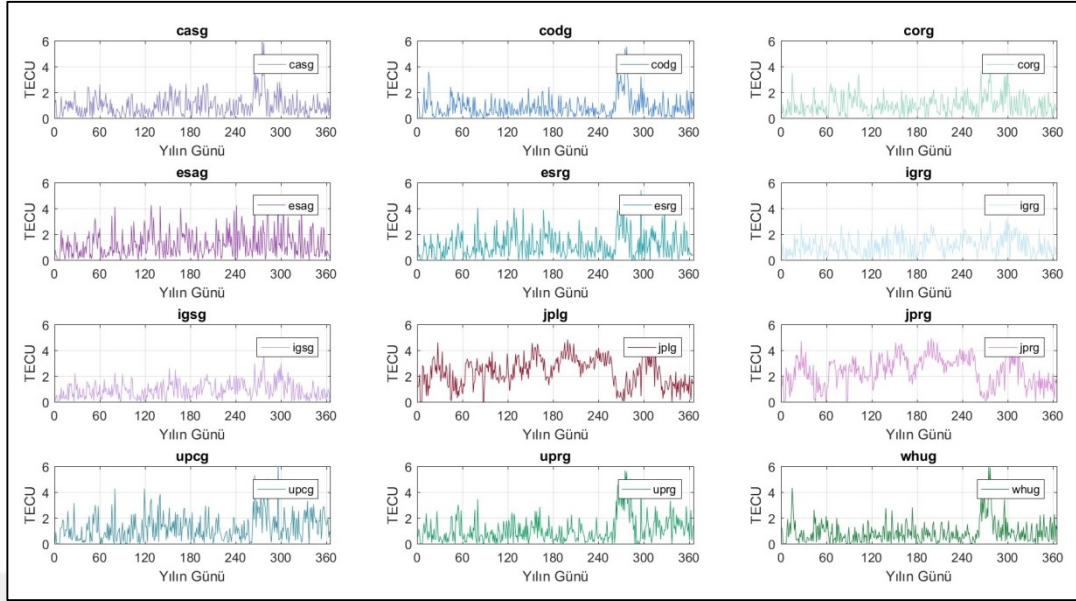 casg codg corg
TECU 6 4 2 0 casg TECU 6 4 2 0 codg TECU 6 4 2 0 corg
0 60 120 180 240 300 360 0 60 120 180 240 300 360 0 60 120 180 240 300 360
Yılın Günü Yılın Günü Yılın Günü
esag esrg igrg
TECU 6 4 2 0 esag TECU 6 4 2 0 esrg TECU 6 4 2 0 igrg
0 60 120 180 240 300 360 0 60 120 180 240 300 360 0 60 120 180 240 300 360
Yılın Günü Yılın Günü Yılın Günü
igsg jplg jprg
TECU 6 4 2 0 igsg TECU 6 4 2 0 jplg TECU 6 4 2 0 jprg
0 60 120 180 240 300 360 0 60 120 180 240 300 360 0 60 120 180 240 300 360
Yılın Günü Yılın Günü Yılın Günü
upcg uprg whug
TECU 6 4 2 0 upcg TECU 6 4 2 0 uprg TECU 6 4 2 0 whug
0 60 120 180 240 300 360 0 60 120 180 240 300 360 0 60 120 180 240 300 360
Yılın Günü Yılın Günü Yılın Günü